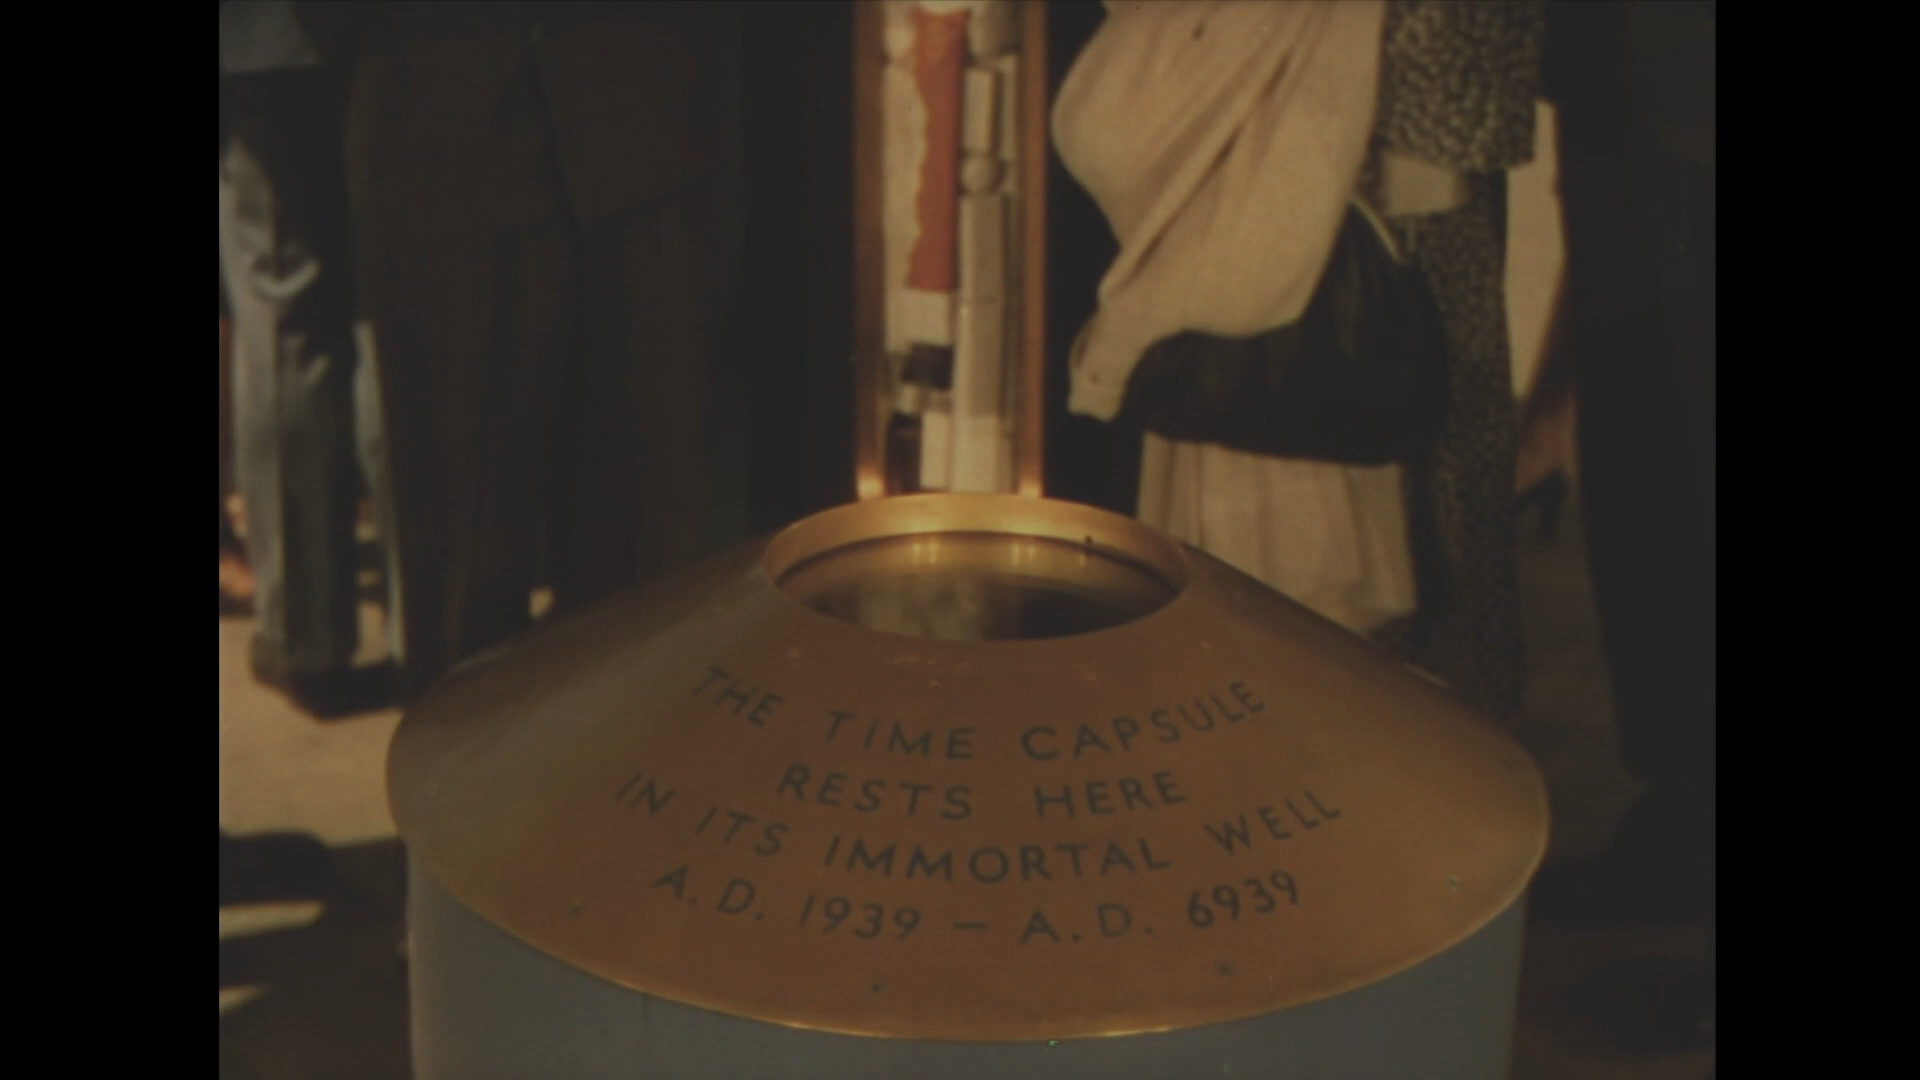 THE TIME CAPSULE
RESTS HERE
IN ITS IMMORTAL WELL
A.D. 1939 — A.D. 6939